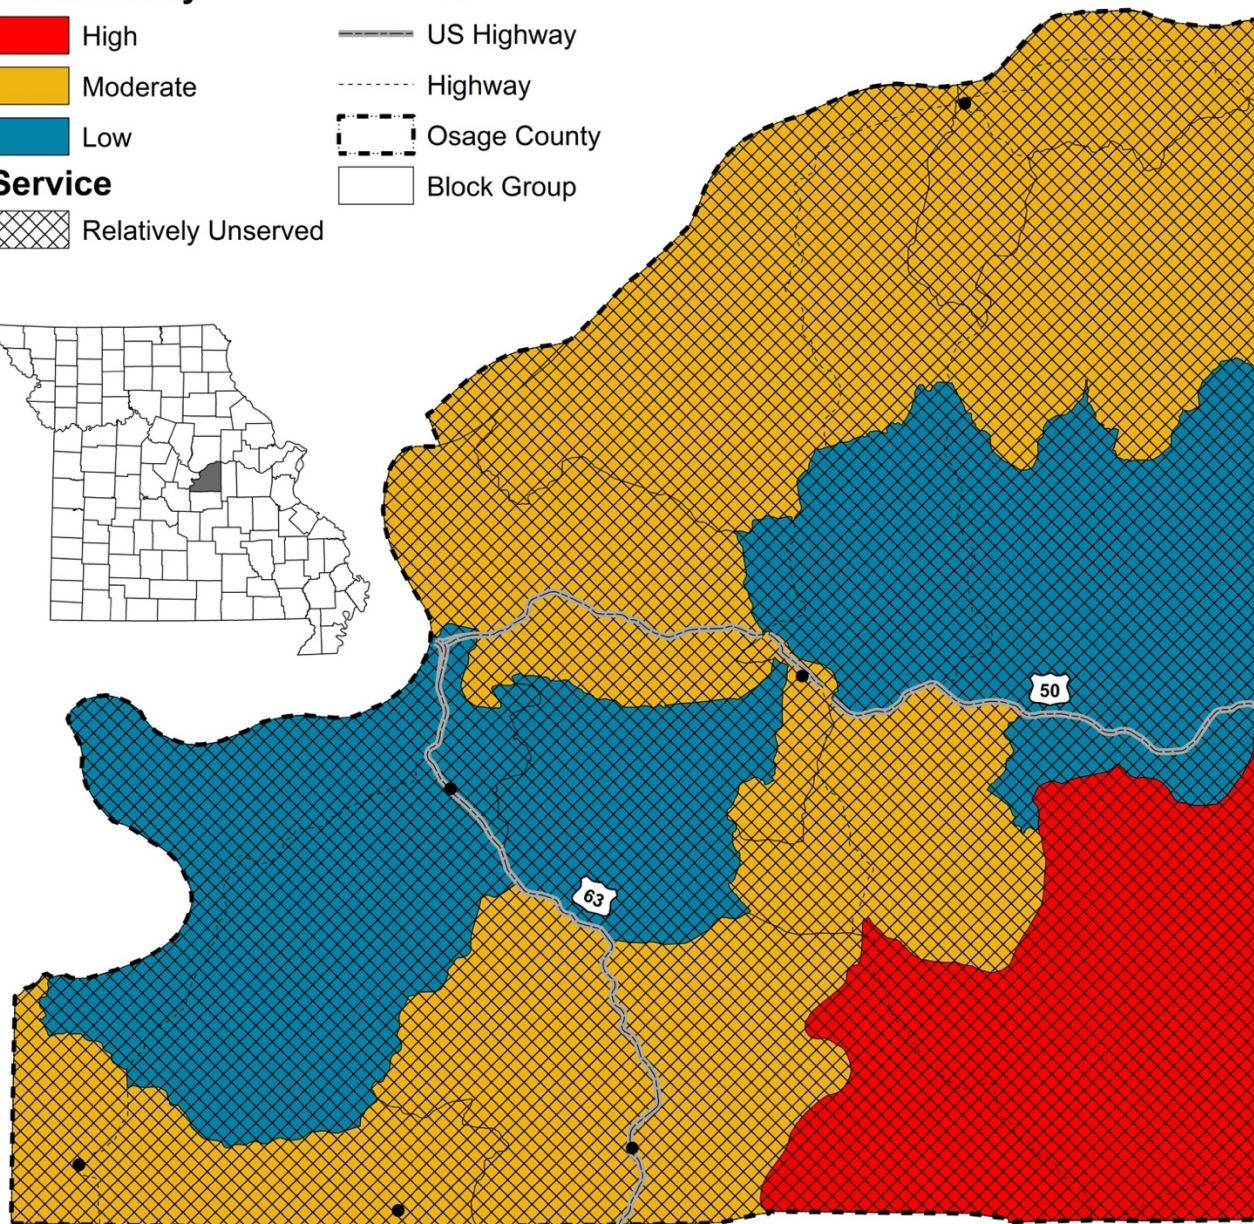 High
Moderate
Low
Service
Relatively Unserved
US Highway
Highway
Osage County
Block Group
50
63